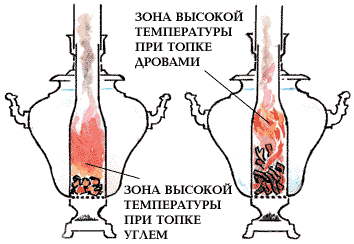 ЗОНА ВЫСОКОЙ
ТЕМПЕРАТУРЫ
ПРИ ТОПКЕ
ДРОВАМИ
ЗОНА ВЫСОКОЙ
ТЕМПЕРАТУРЫ
ПРИ ТОПКЕ
УГЛЕМ